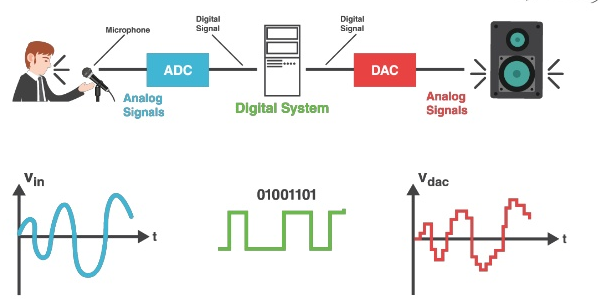 Microphone
Digital
Signal
Digital
Signal
ADC
DAC
Analog
Signals
Digital System
Analog
Signals
Vin
t
01001101
Vdac
t